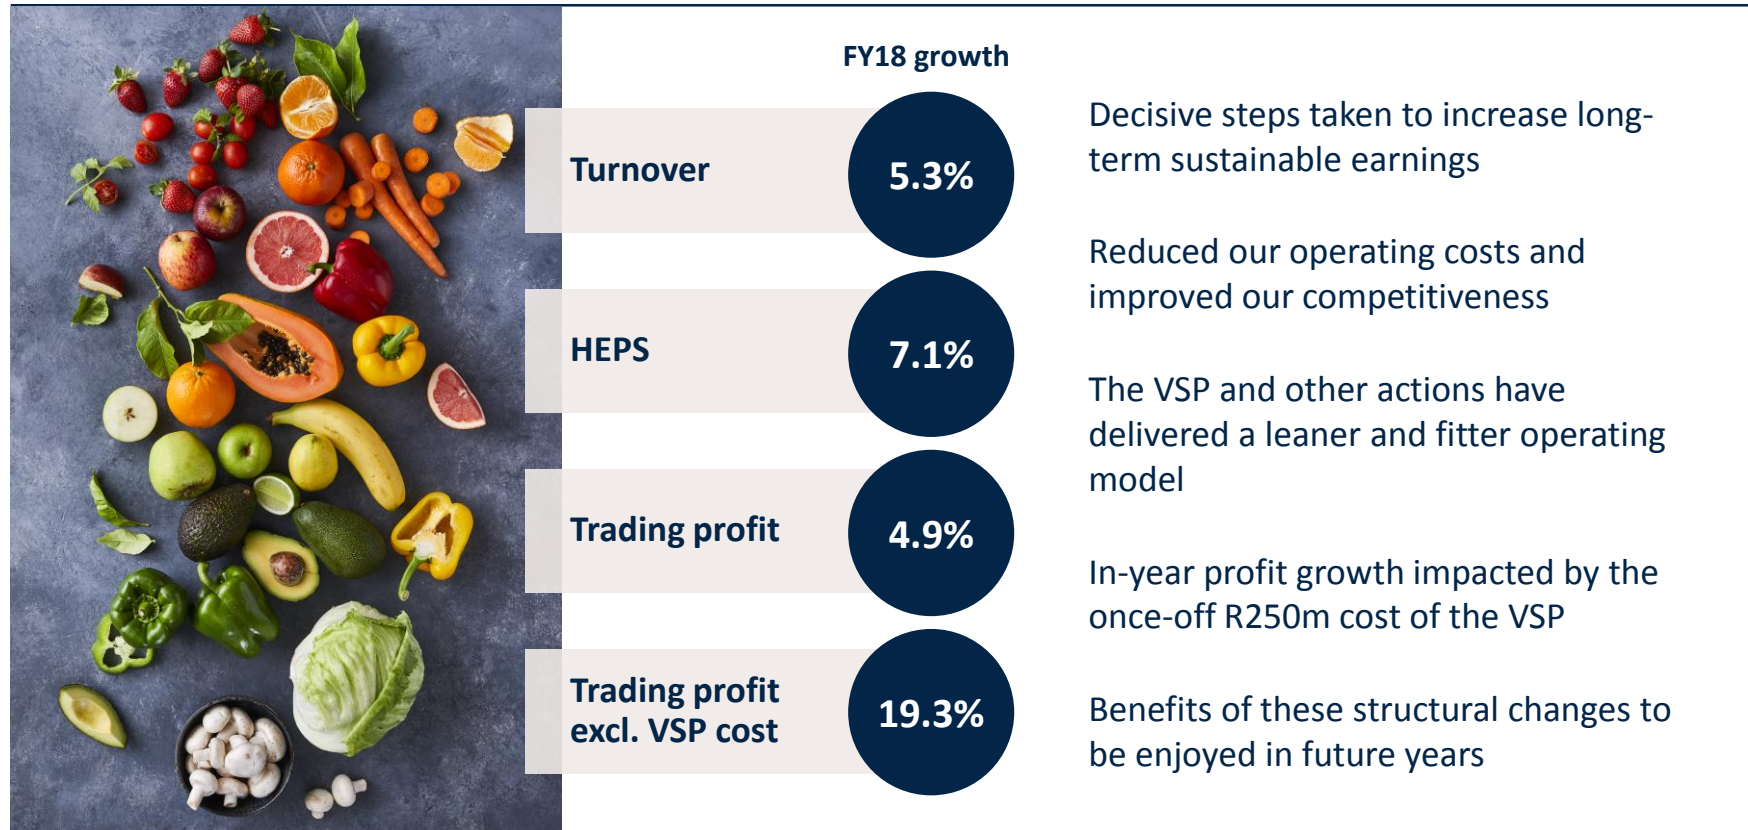 FY18 growth
Turnover
5.3%
HEPS
7.1%
Trading profit
4.9%
Trading profit
excl. VSP cost
19.3%
Decisive steps taken to increase long-
term sustainable earnings
Reduced our operating costs and
improved our competitiveness
The VSP and other actions have
delivered a leaner and fitter operating
model
In-year profit growth impacted by the
once-off R250m cost of the VSP
Benefits of these structural changes to
be enjoyed in future years